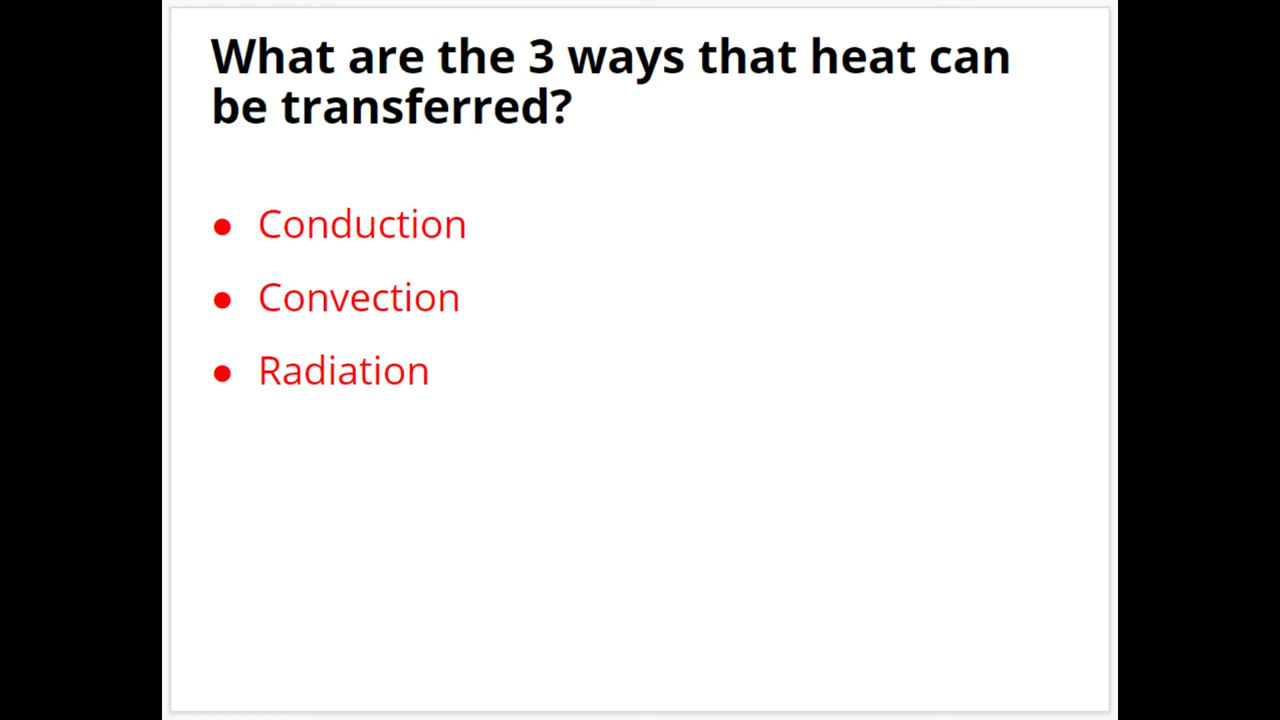 What are the 3 ways that heat can
be transferred?
● Conduction
● Convection
● Radiation